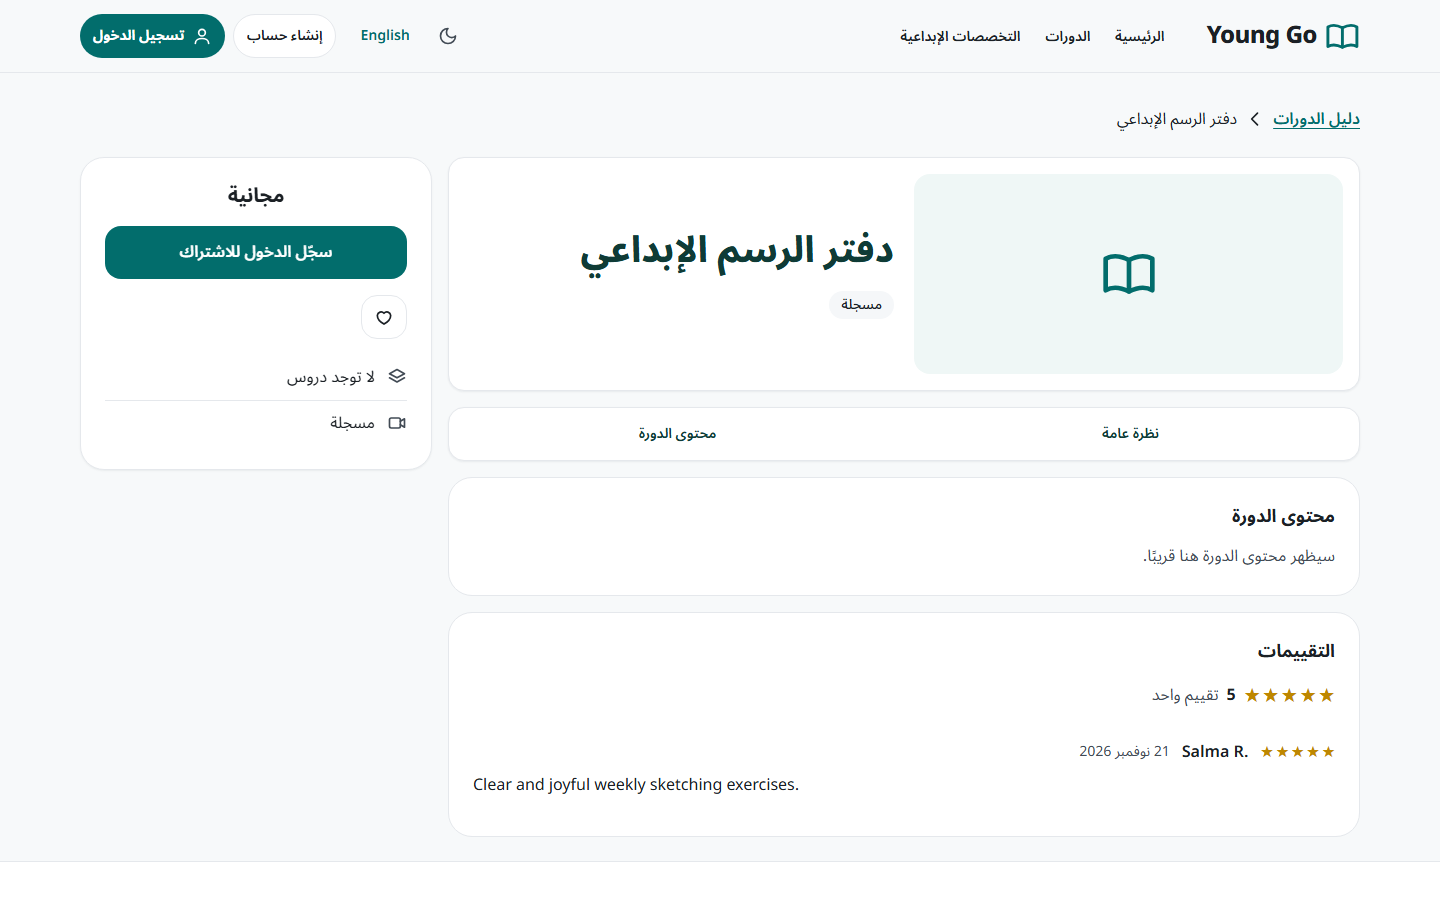 Young Go
الرئيسية
الدورات
التخصصات الإبداعية
English
إنشاء حساب
تسجيل الدخول
دليل الدورات
دفتر الرسم الإبداعي
دفتر الرسم الإبداعي
مسجلة
مجانية
سجّل الدخول للاشتراك
لا توجد دروس
مسجلة
نظرة عامة
محتوى الدورة
محتوى الدورة
سيظهر محتوى الدورة هنا قريبًا.
التقييمات
5 تقييم واحد
Salma R. 21 نوفمبر 2026
Clear and joyful weekly sketching exercises.